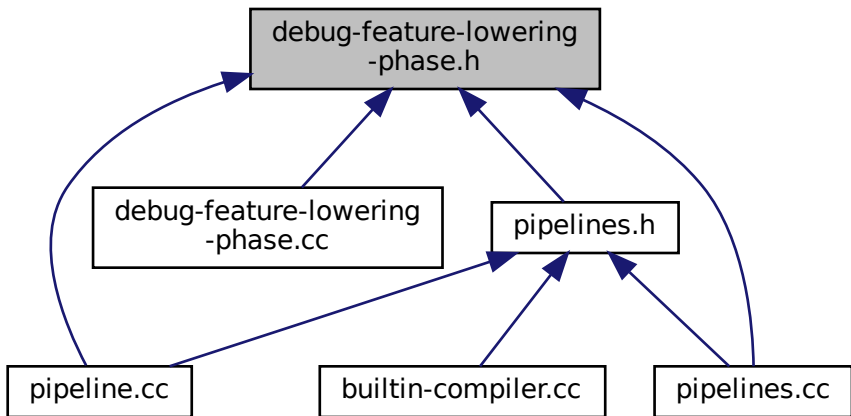 debug-feature-lowering
-phase.h
debug-feature-lowering
-phase.cc
pipelines.h
pipeline.cc
builtin-compiler.cc
pipelines.cc